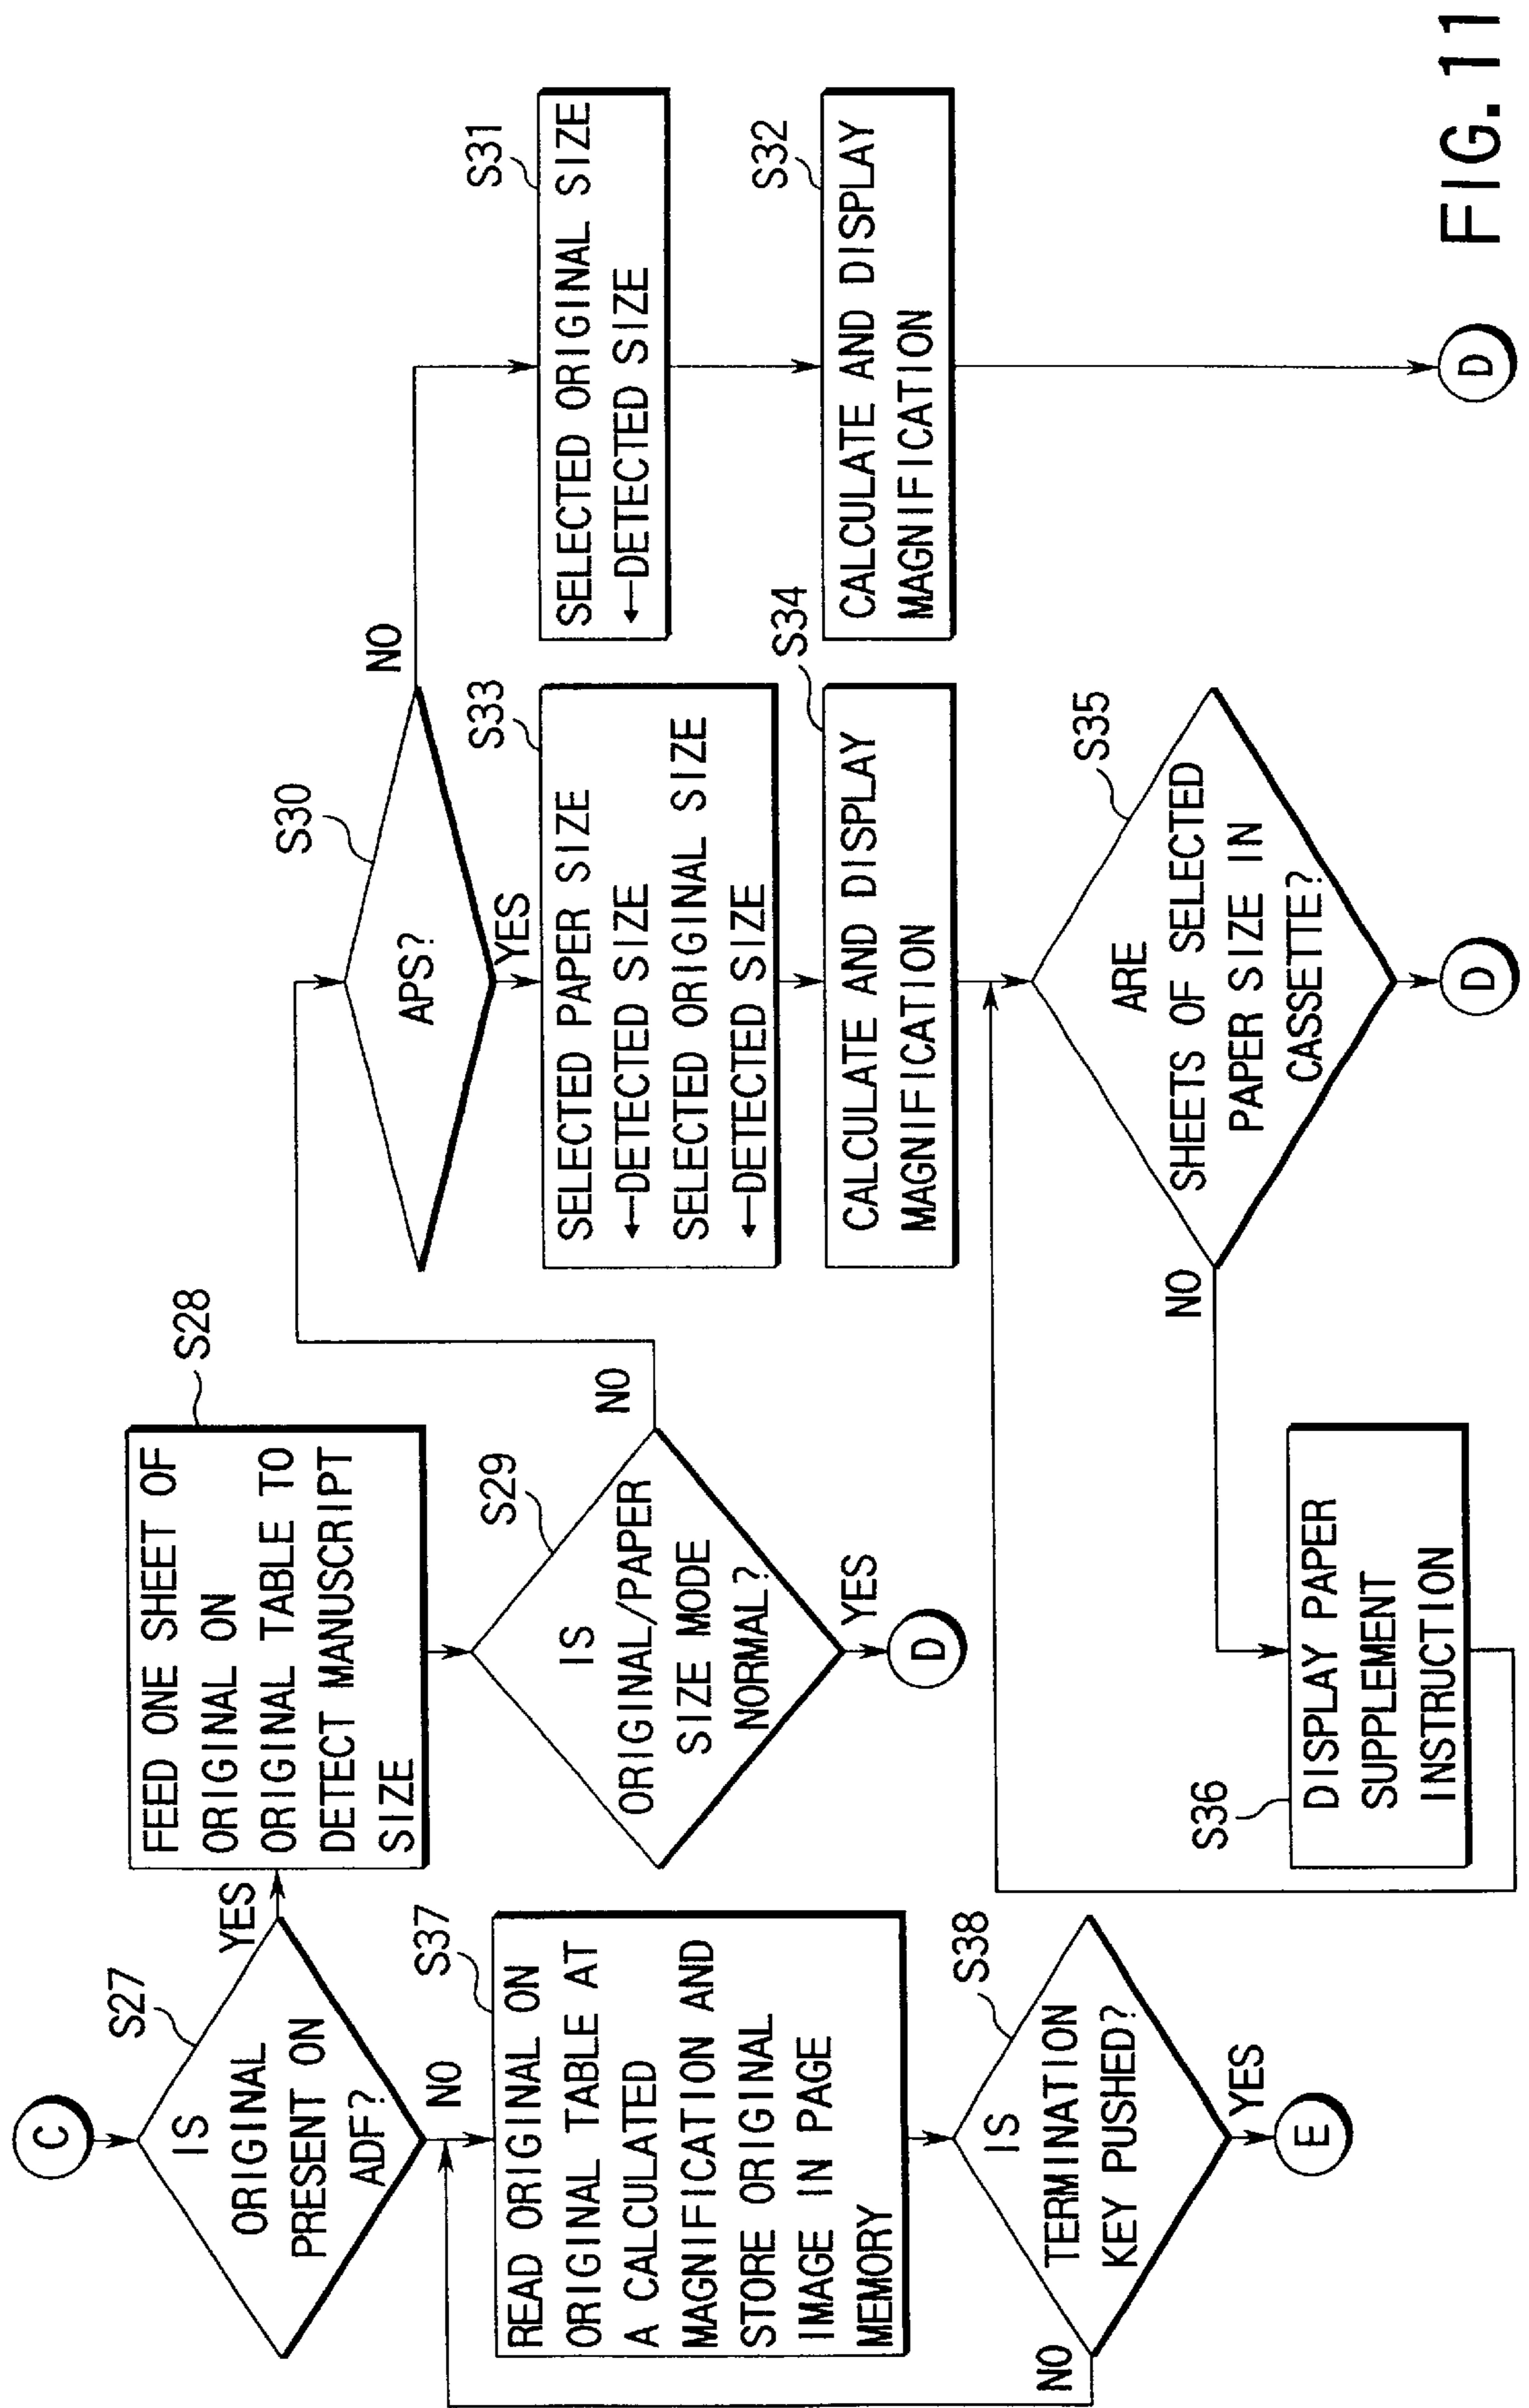 C
S27
IS
ORIGINAL
PRESENT ON
ADF?
YES
NO
S28
FEED ONE SHEET OF
ORIGINAL ON
ORIGINAL TABLE TO
DETECT MANUSCRIPT
SIZE
S29
IS
ORIGINAL/PAPER
SIZE MODE
NORMAL?
NO
YES
D
S30
APS?
NO
YES
S31
SELECTED ORIGINAL SIZE
←DETECTED SIZE
S32
CALCULATE AND DISPLAY
MAGNIFICATION
D
S33
SELECTED PAPER SIZE
←DETECTED SIZE
SELECTED ORIGINAL SIZE
←DETECTED SIZE
S34
CALCULATE AND DISPLAY
MAGNIFICATION
S35
ARE
SHEETS OF SELECTED
PAPER SIZE IN
CASSETTE?
NO
D
S36
DISPLAY PAPER
SUPPLEMENT
INSTRUCTION
S37
READ ORIGINAL ON
ORIGINAL TABLE AT
A CALCULATED
MAGNIFICATION AND
STORE ORIGINAL
IMAGE IN PAGE
MEMORY
S38
IS
TERMINATION
KEY PUSHED?
NO
YES
E
FIG. 11